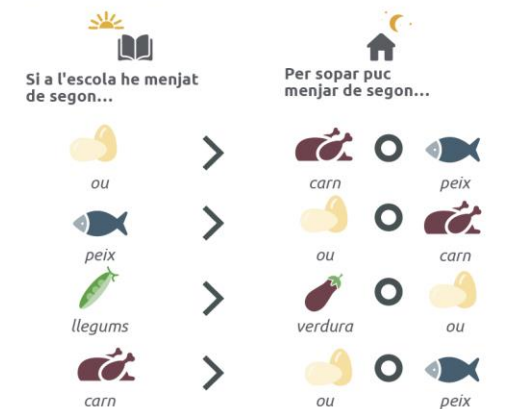 Si a l'escola he menjat
de segon...
Per sopar puc
menjar de segon...
ou
carn
peix
peix
ou
carn
llegums
verdura
ou
carn
ou
peix